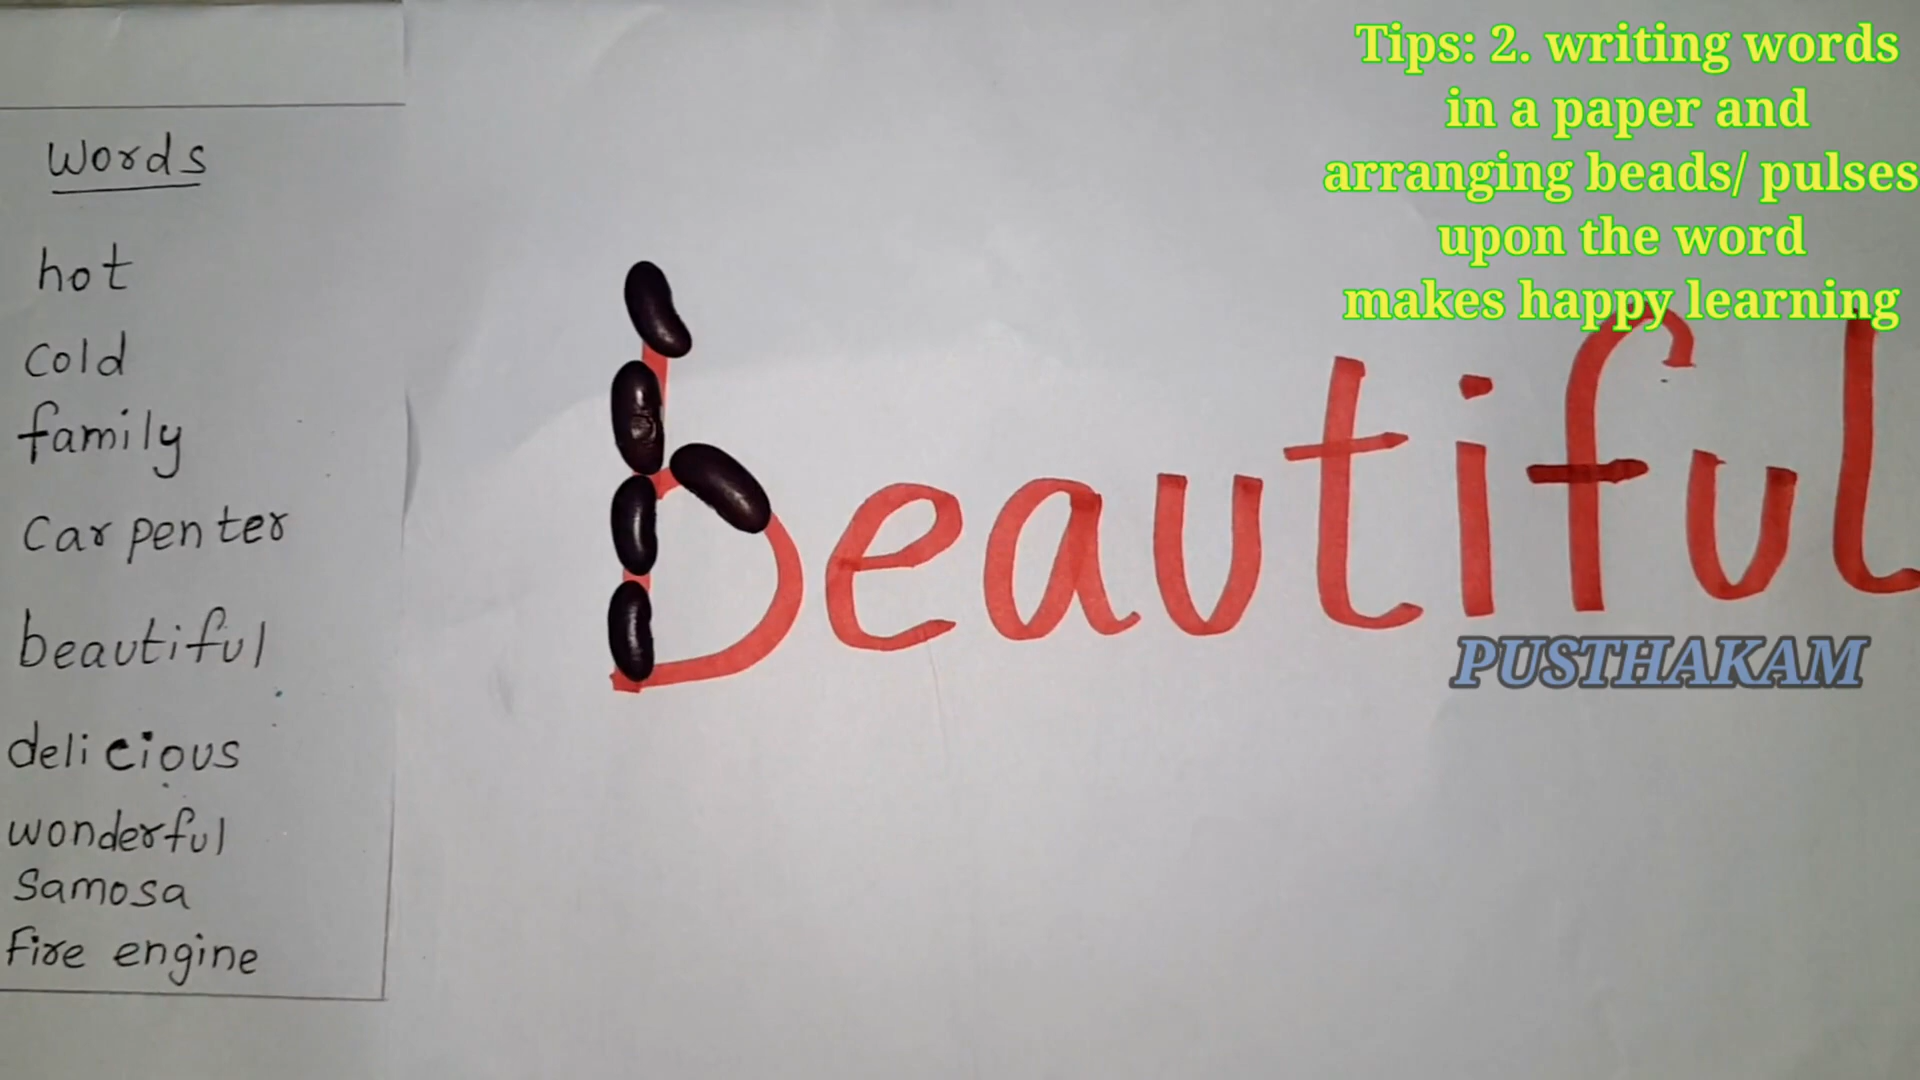 Words
hot
cold
family
Carpenter
beautiful
delicious
wonderful
Samosa
Fire engine
beautiful
Tips: 2. writing words
in a paper and
arranging beads/ pulses
upon the word
makes happy learning
PUSTHAKAM